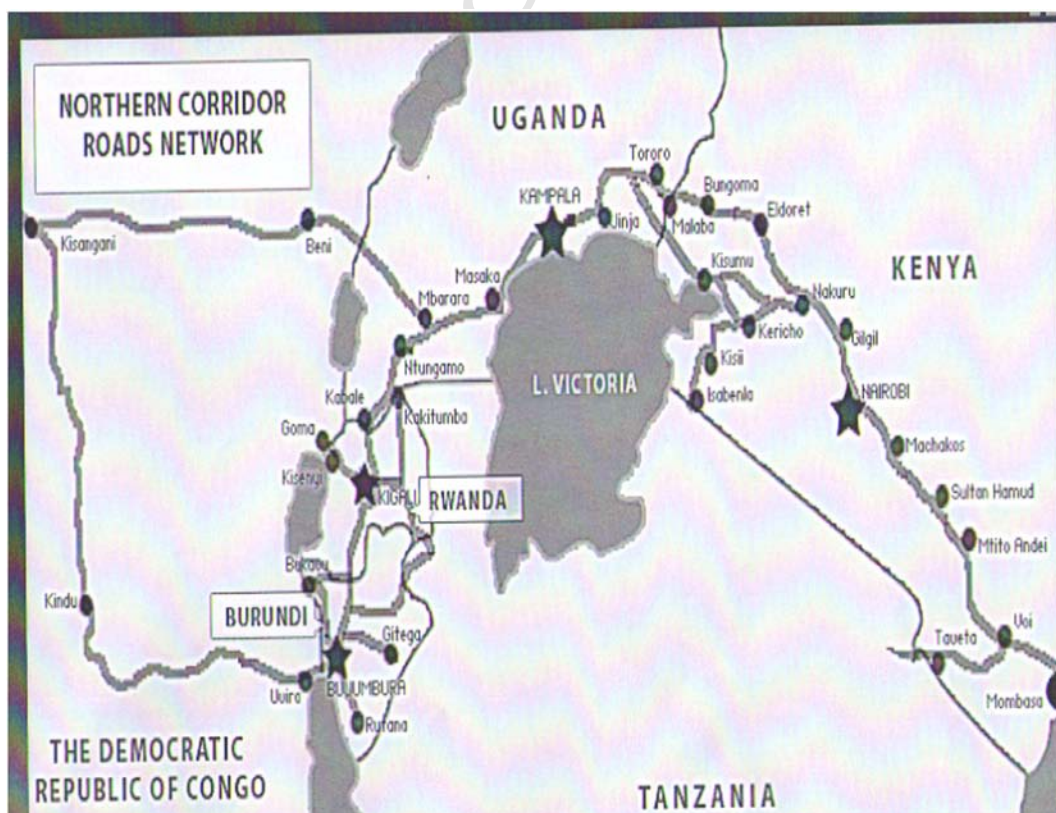 NORTHERN CORRIDOR
ROADS NETWORK
UGANDA
Tororo
KAMPALA
Bungoma
Jinja
Malaba
Eldoret
Kisangani
Beni
Masaka
Kisumu
KENYA
Mbarara
Nakuru
Kericho
Gilgil
Ntungamo
Kisii
L. VICTORIA
Isabenla
NAIROBI
Kabale
Kakitumba
Goma
Machakos
Kisenyi
KIGALI
RWANDA
Sultan Hamud
Mtito Andei
Bukavu
Kindu
BURUNDI
Gitega
Voi
Taveta
Uvira
BUJUMBURA
Mombasa
Rutana
THE DEMOCRATIC
REPUBLIC OF CONGO
TANZANIA